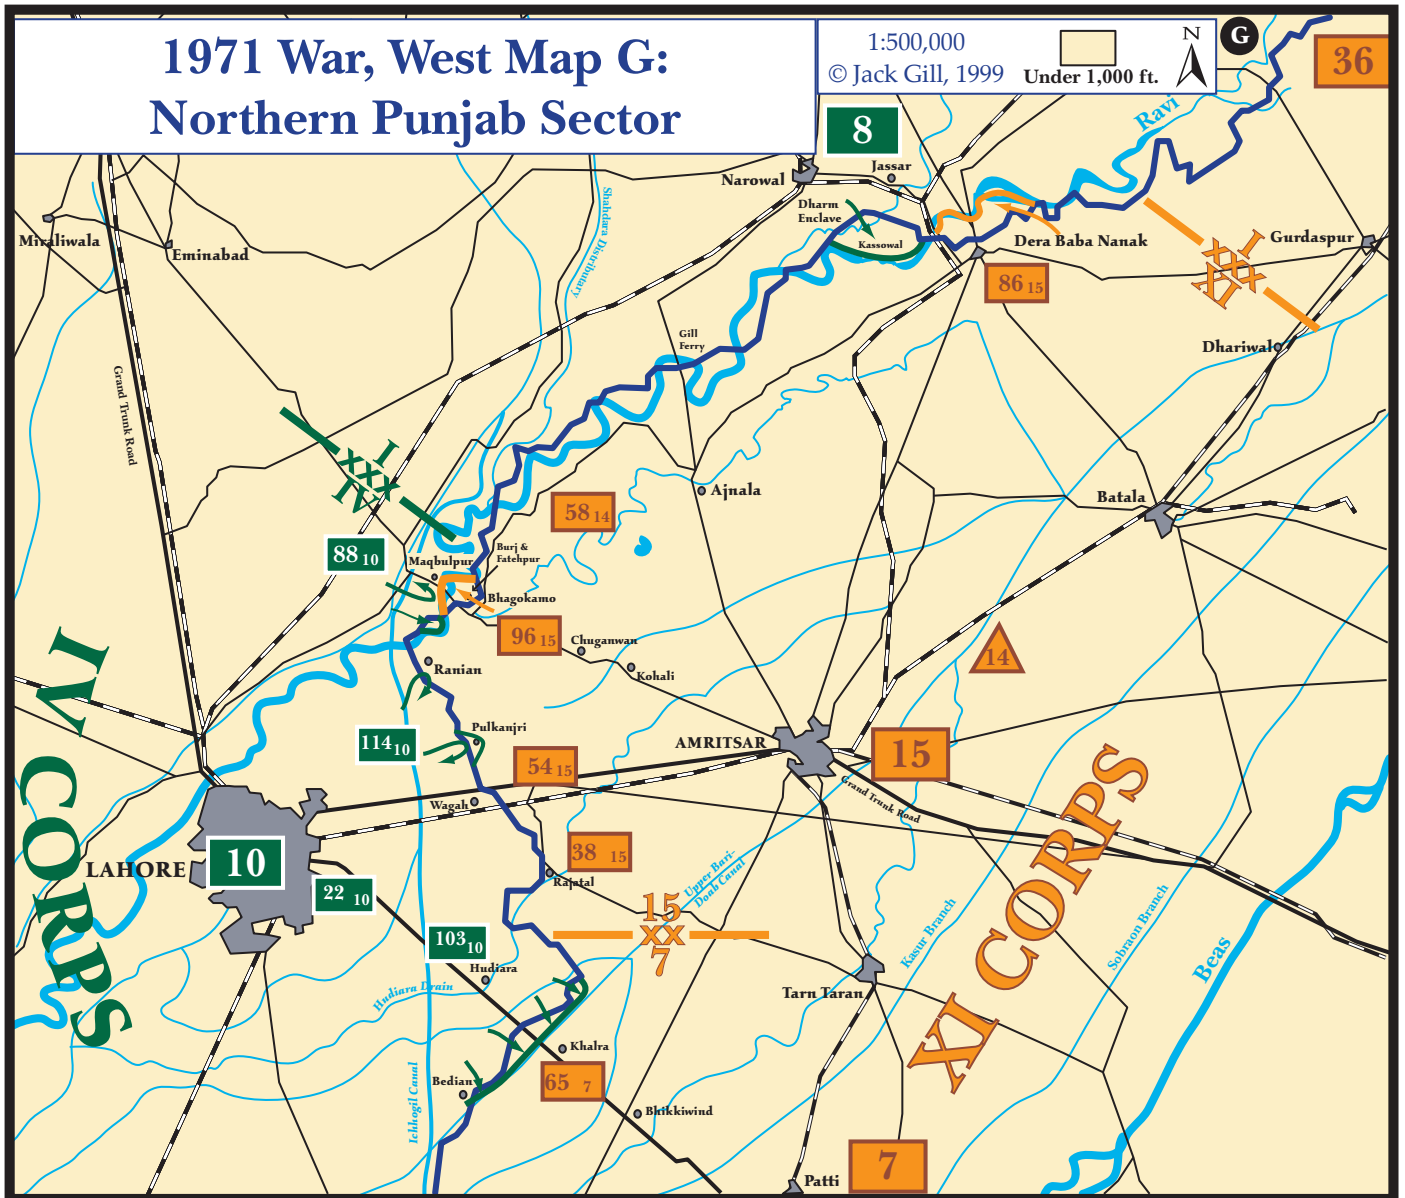 1971 War, West Map G:
Northern Punjab Sector
1:500,000
© Jack Gill, 1999
Under 1,000 ft.
N
G
36
8
Ravi
Jassar
Narowal
Dharm
Enclave
Kassowal
Dera Baba Nanak
Gurdaspur
I
XXX
XI
86 15
Dhariwal
Miraliwala
Eminabad
Shahdara Distributary
Grand Trunk Road
Gill
Ferry
I
XXX
IV
Ajnala
Batala
58 14
88 10
Maqbulpur
Burj &
Fatehpur
Bhagokamo
96 15
Chuganwan
Kohali
14
Ranian
IV CORPS
114 10
Pulkanjri
54 15
AMRITSAR
15
Wagah
Grand Trunk Road
XI CORPS
LAHORE
10
22 10
38 15
Rajatal
Upper Bari-
Doab Canal
15
XX
7
103 10
Hudiara
Hudiara Drain
Kasur Branch
Sobraon Branch
Beas
Tarn Taran
Khalra
Bedian
65 7
Ichhogil Canal
Bhikkiwind
7
Patti